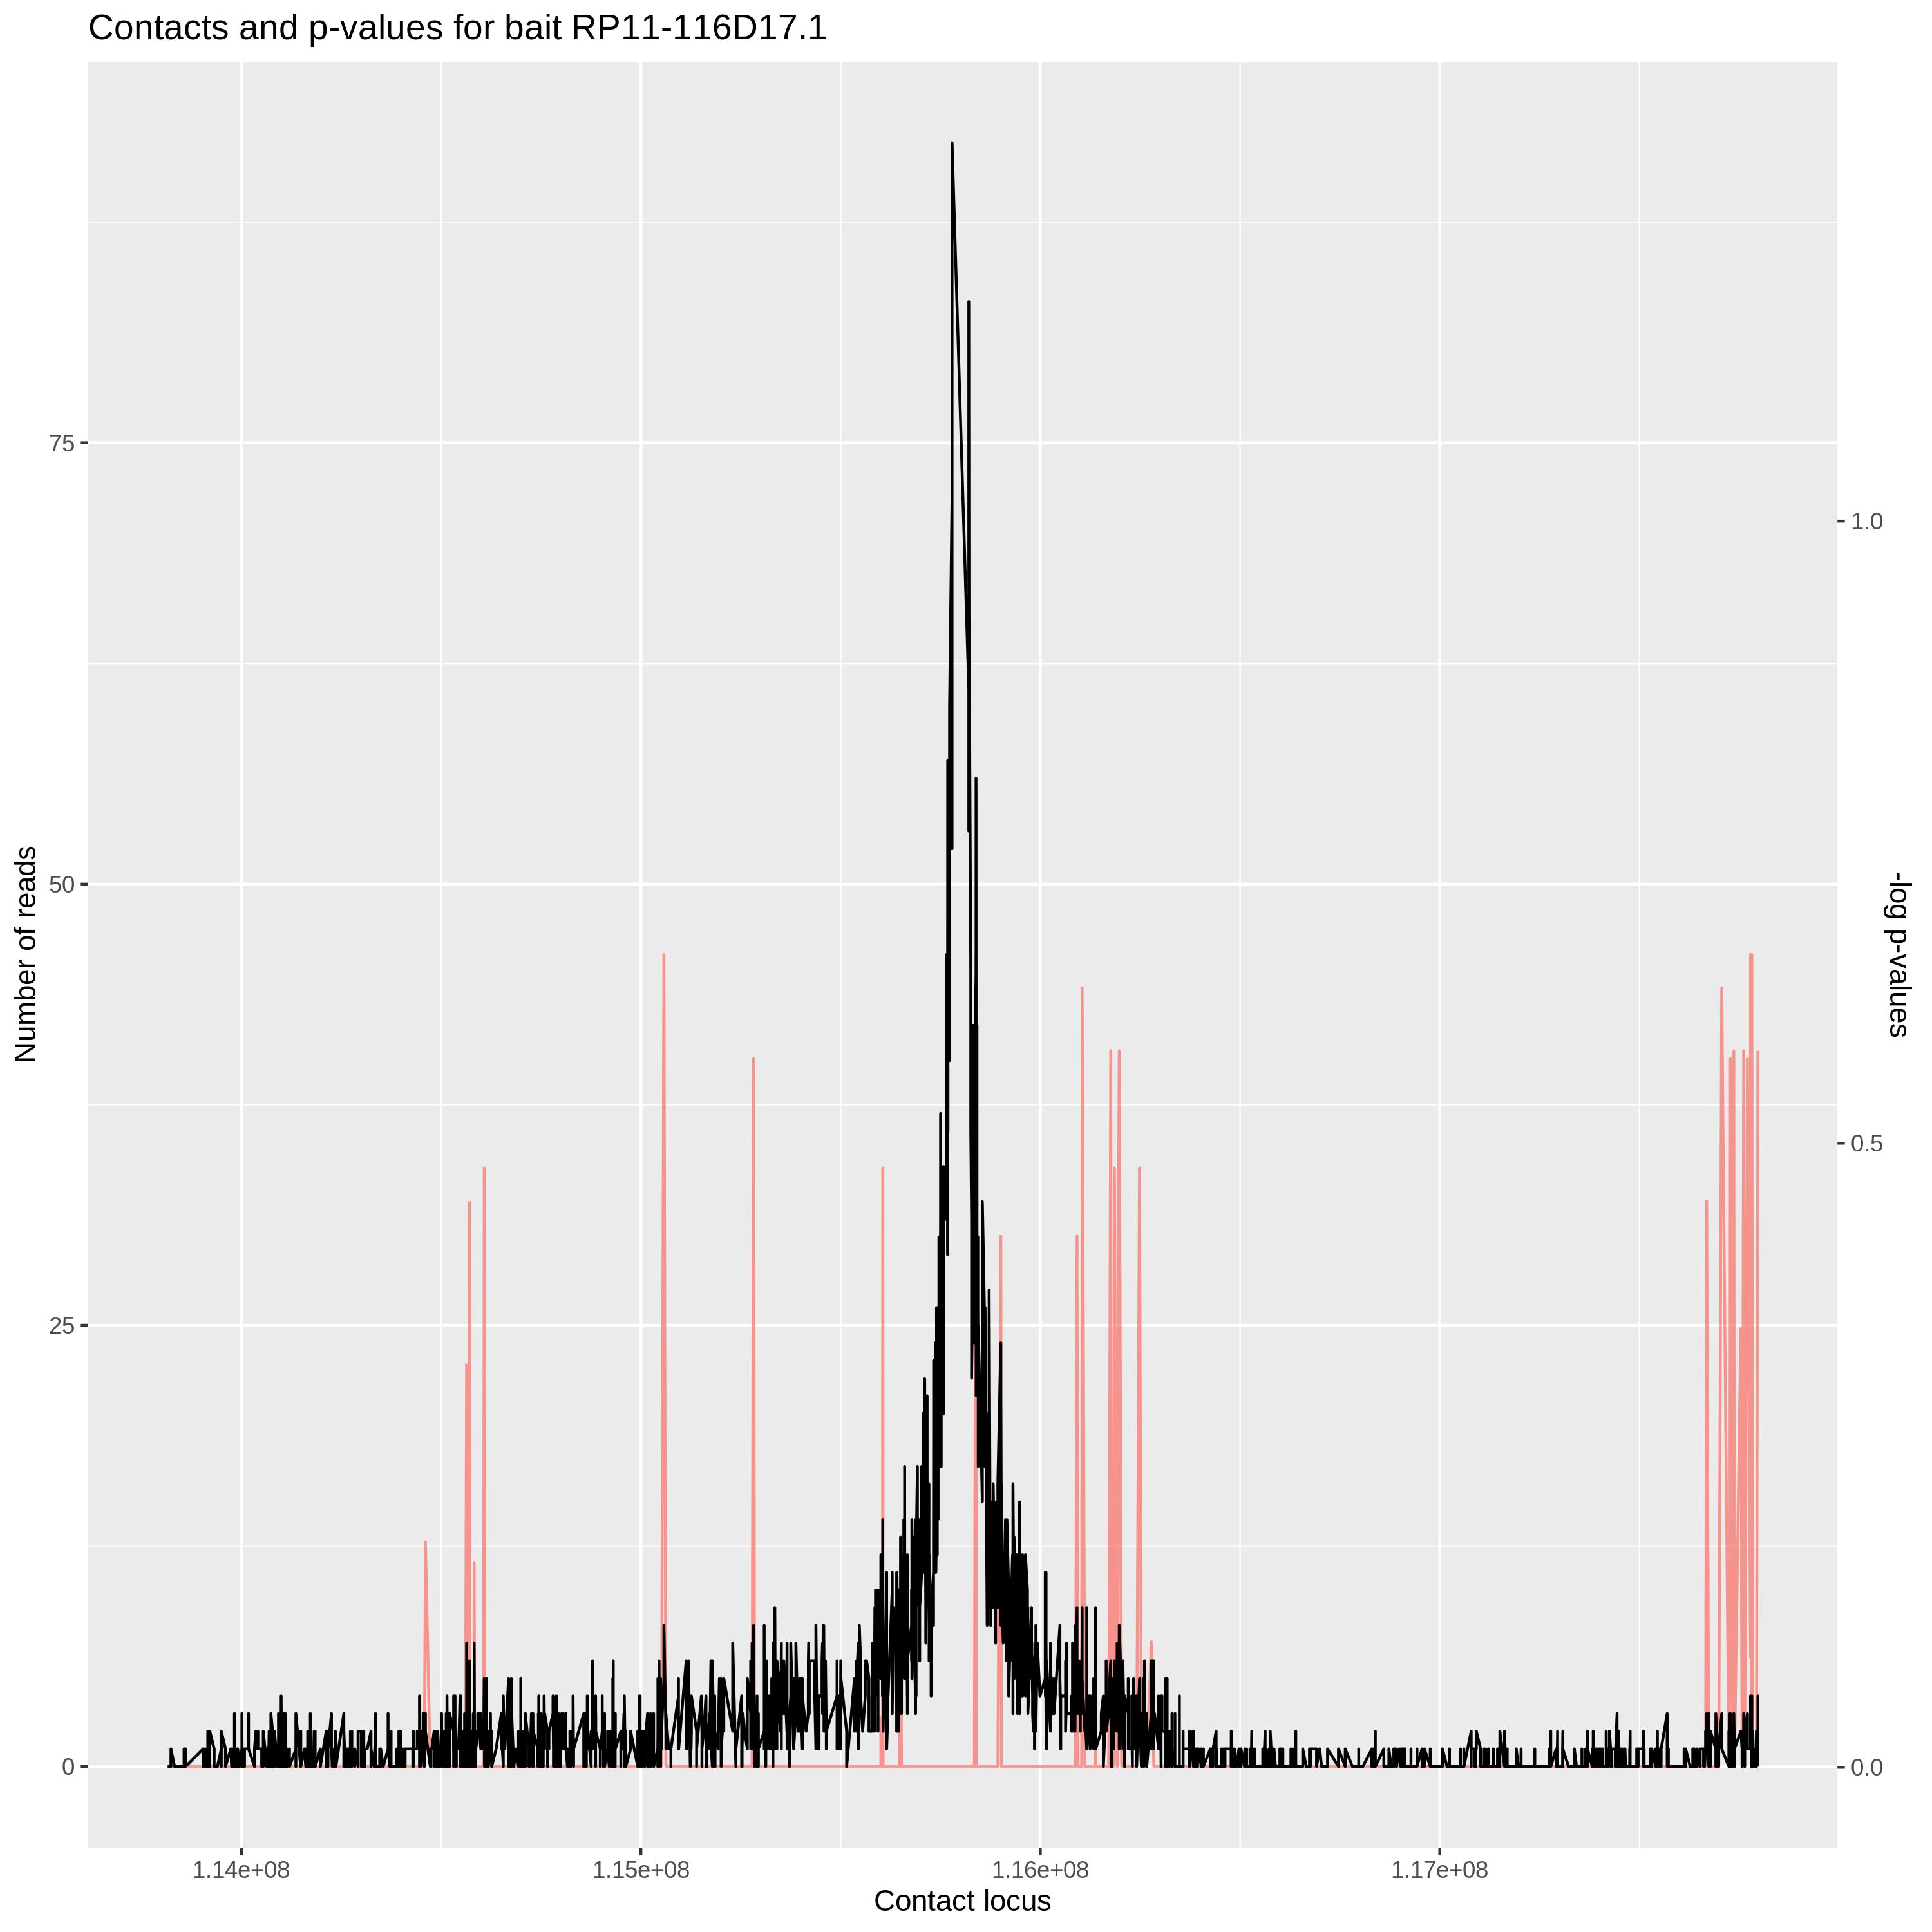 Contacts and p-values for bait RP11-116D17.1
75
50
25
0
1.0
0.5
0.0
Number of reads
-log p-values
1.14e+08
1.15e+08
1.16e+08
1.17e+08
Contact locus